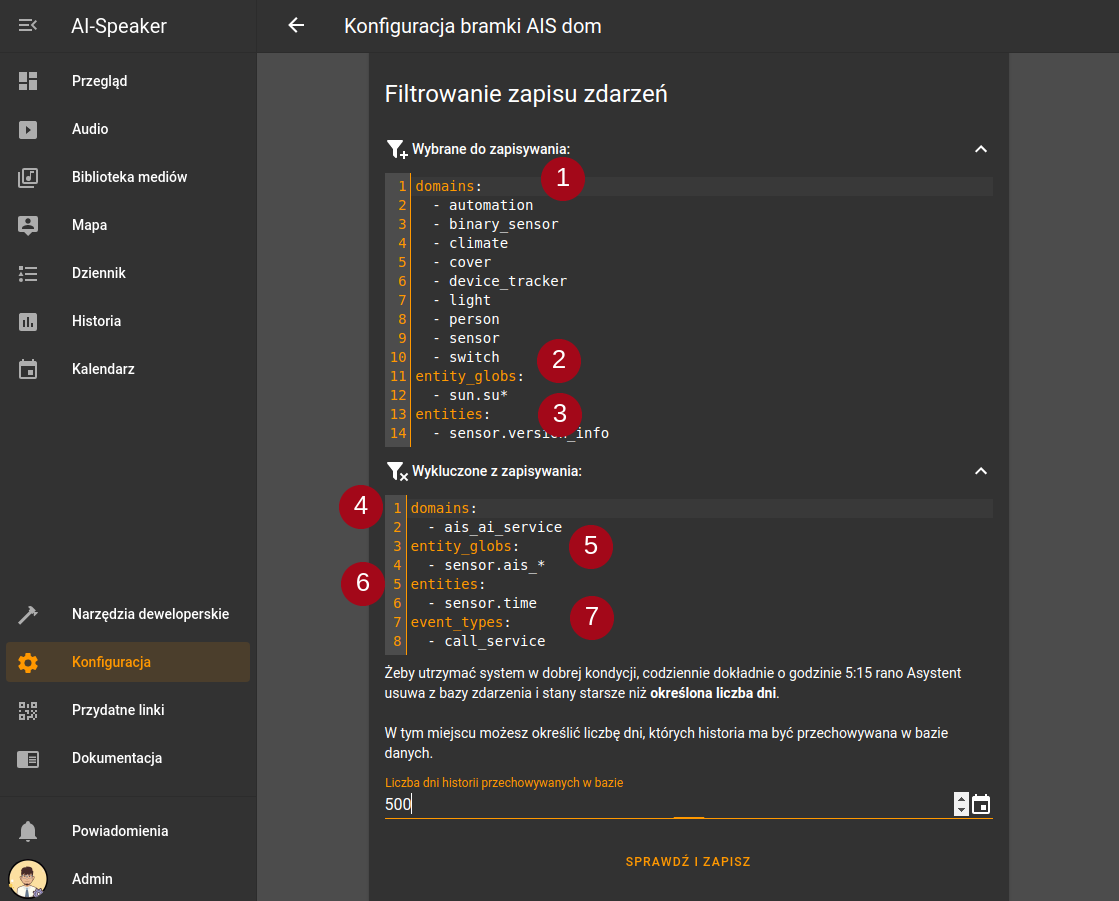 AI-Speaker
Przegląd
Audio
Biblioteka mediów
Mapa
Dziennik
Historia
Kalendarz
Narzędzia deweloperskie
Konfiguracja
Przydatne linki
Dokumentacja
Powiadomienia
Admin
Konfiguracja bramki AIS dom
Filtrowanie zapisu zdarzeń
Wybrane do zapisywania:
1
1 domains:
2 - automation
3 - binary_sensor
4 - climate
5 - cover
6 - device_tracker
7 - light
8 - person
9 - sensor
10 - switch
2
11 entity_globs:
12 - sun.su*
3
13 entities:
14 - sensor.version_info
Wykluczone z zapisywania:
4
1 domains:
2 - ais_ai_service
5
3 entity_globs:
4 - sensor.ais_*
6
5 entities:
6 - sensor.time
7
7 event_types:
8 - call_service
Żeby utrzymać system w dobrej kondycji, codziennie dokładnie o godzinie 5:15 rano Asystent
usuwa z bazy zdarzenia i stany starsze niż określona liczba dni.
W tym miejscu możesz określić liczbę dni, których historia ma być przechowywana w bazie
danych.
Liczba dni historii przechowywanych w bazie
500
SPRAWDŹ I ZAPISZ